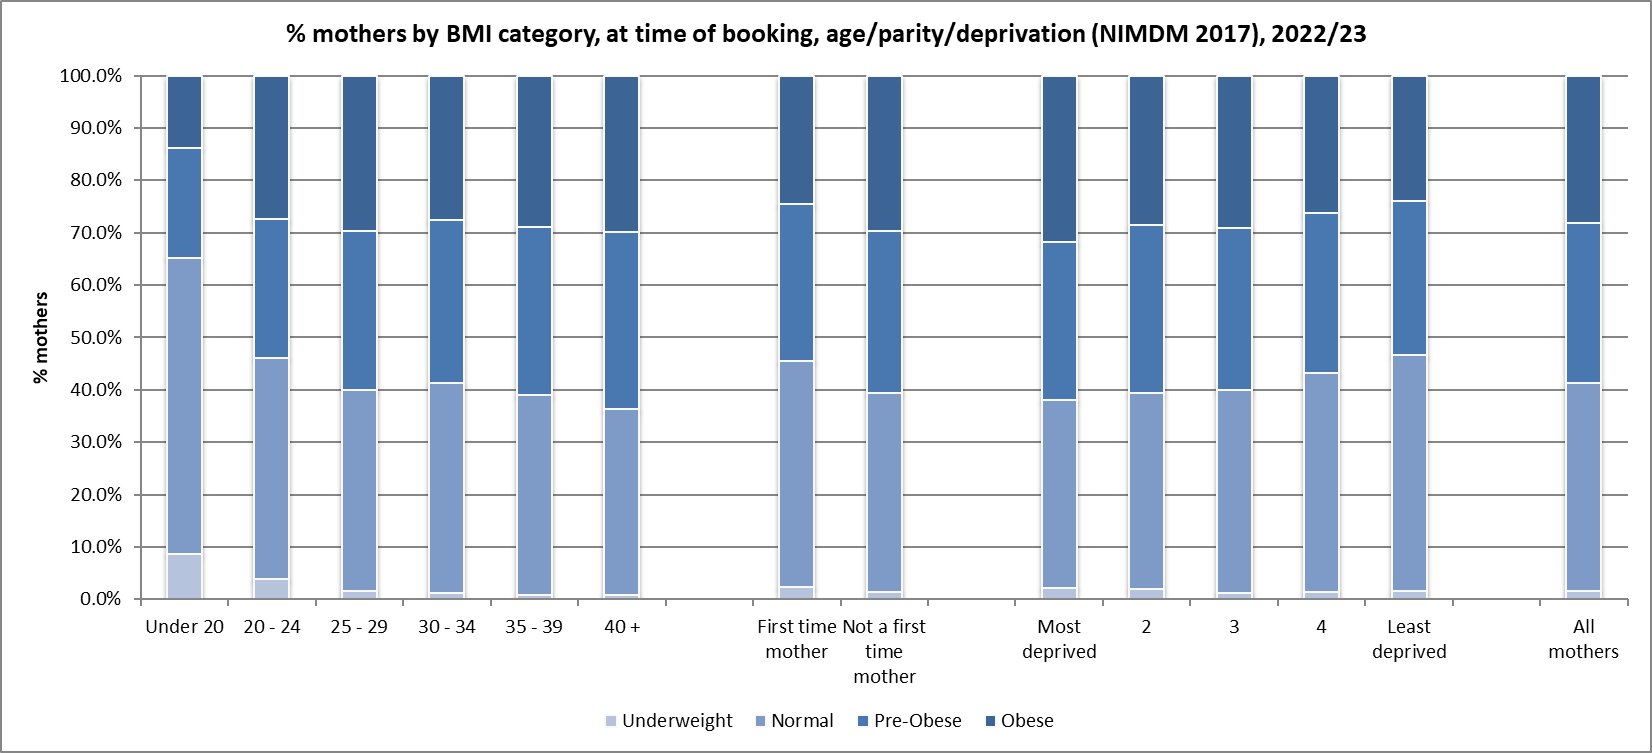 % mothers by BMI category, at time of booking, age/parity/deprivation (NIMDM 2017), 2022/23
100.0%
90.0%
80.0%
70.0%
60.0%
50.0%
40.0%
30.0%
20.0%
10.0%
0.0%
% mothers
Under 20
20 - 24
25 - 29
30 - 34
35 - 39
40 +
First time
mother
Not a first
time
mother
Most
deprived
2
3
4
Least
deprived
All
mothers
Underweight
Normal
Pre-Obese
Obese